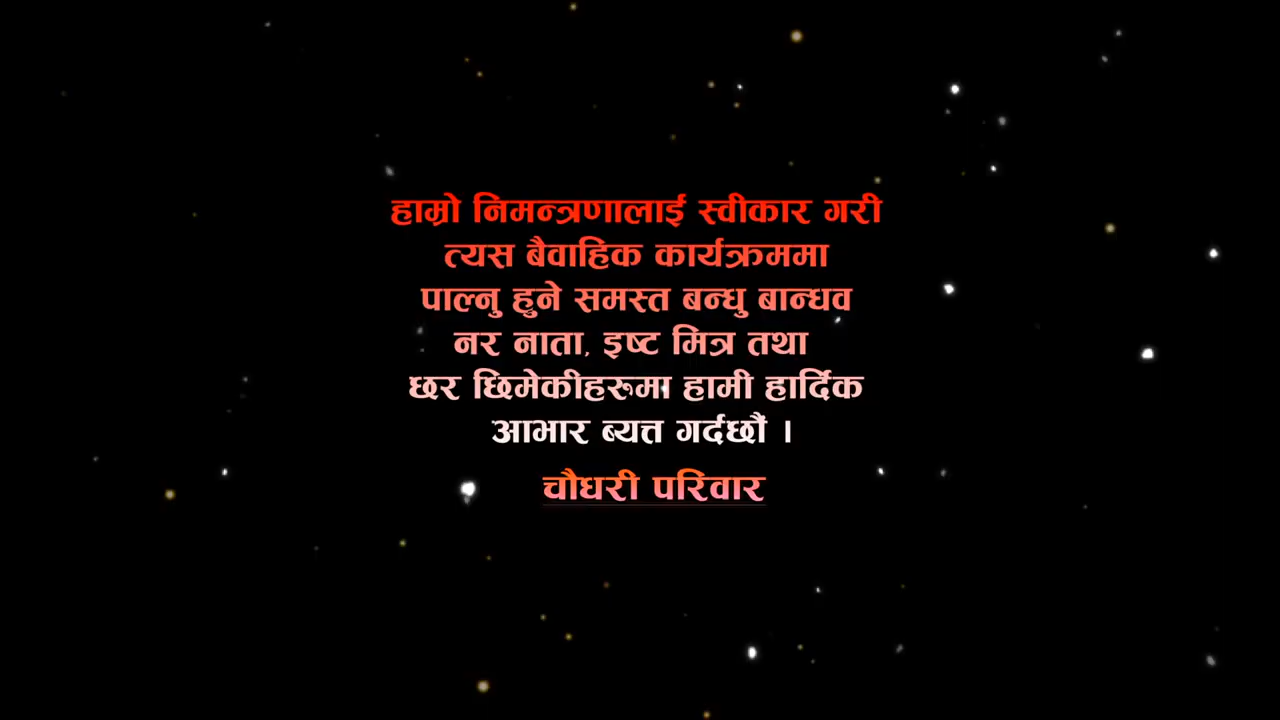 हाम्रो निमन्त्रणालाई स्वीकार गरी
त्यस बैवाहिक कार्यक्रममा
पाल्नु हुने समस्त बन्धु बान्धव
नर नाता, इष्ट मित्र तथा
छर छिमेकीहरुमा हामी हार्दिक
आभार ब्यत्त गर्दछौं ।
चौधरी परिवार